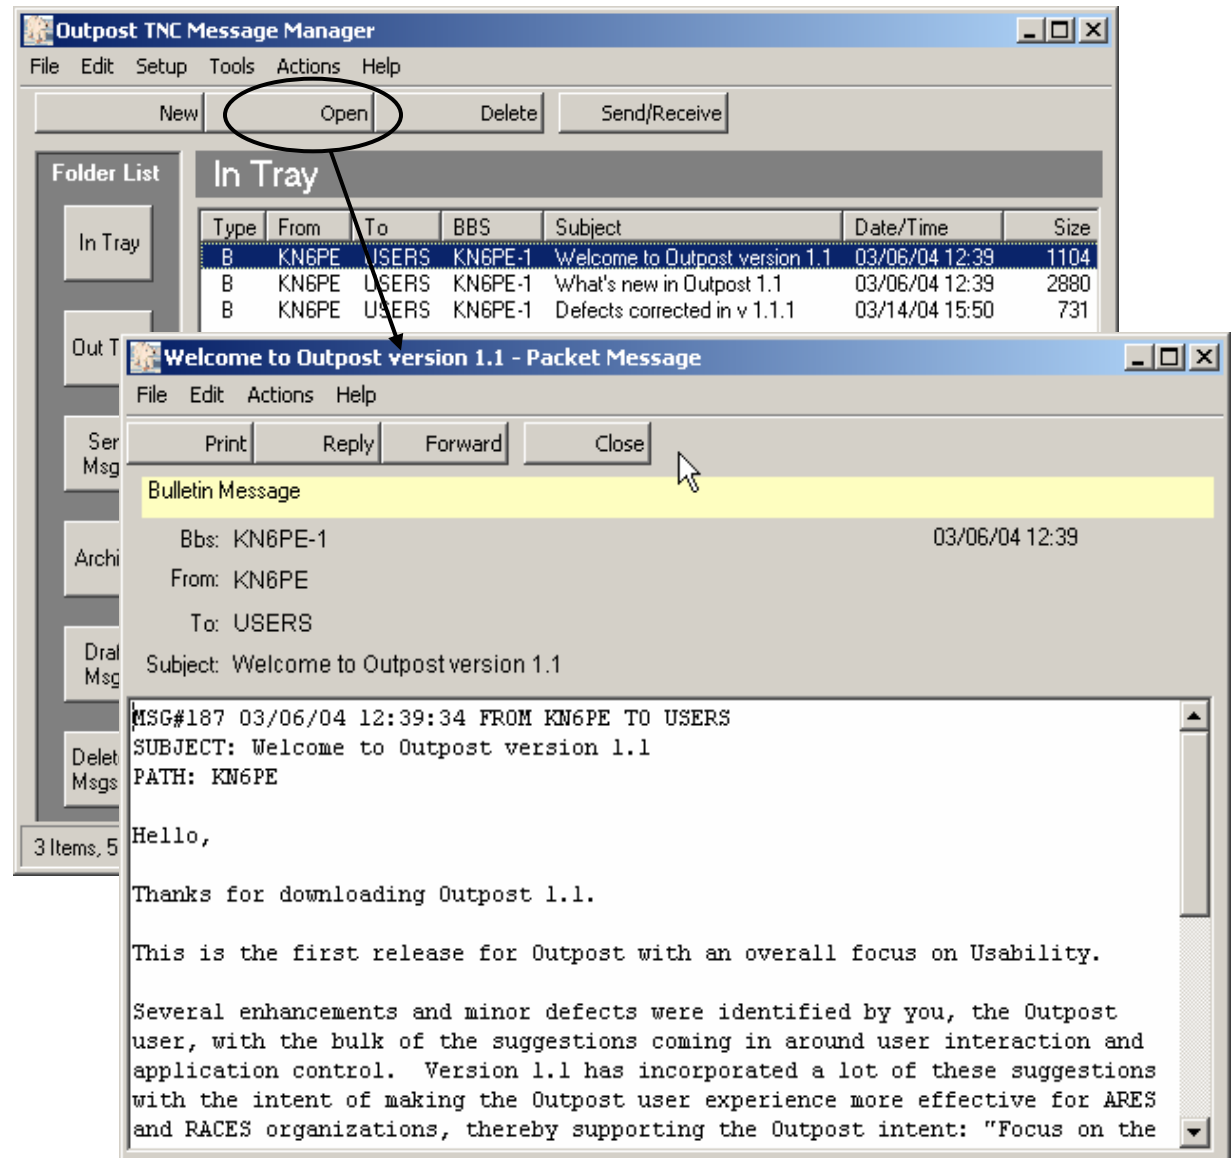 Outpost TNC Message Manager
File Edit Setup Tools Actions Help
New Open Delete Send/Receive
Folder List
In Tray
In Tray
Type From To BBS Subject Date/Time Size
B KN6PE USERS KN6PE-1 Welcome to Outpost version 1.1 03/06/04 12:39 1104
B KN6PE USERS KN6PE-1 What's new in Outpost 1.1 03/06/04 12:39 2880
B KN6PE USERS KN6PE-1 Defects corrected in v 1.1.1 03/14/04 15:50 731
Out T
Ser
Msg
Archi
Draf
Msg
Delet
Msgs
3 Items, 5
Welcome to Outpost version 1.1 - Packet Message
File Edit Actions Help
Print Reply Forward Close
Bulletin Message
Bbs: KN6PE-1 03/06/04 12:39
From: KN6PE
To: USERS
Subject: Welcome to Outpost version 1.1
MSG#187 03/06/04 12:39:34 FROM KN6PE TO USERS
SUBJECT: Welcome to Outpost version 1.1
PATH: KN6PE
Hello,
Thanks for downloading Outpost 1.1.
This is the first release for Outpost with an overall focus on Usability.
Several enhancements and minor defects were identified by you, the Outpost
user, with the bulk of the suggestions coming in around user interaction and
application control.  Version 1.1 has incorporated a lot of these suggestions
with the intent of making the Outpost user experience more effective for ARES
and RACES organizations, thereby supporting the Outpost intent: "Focus on the